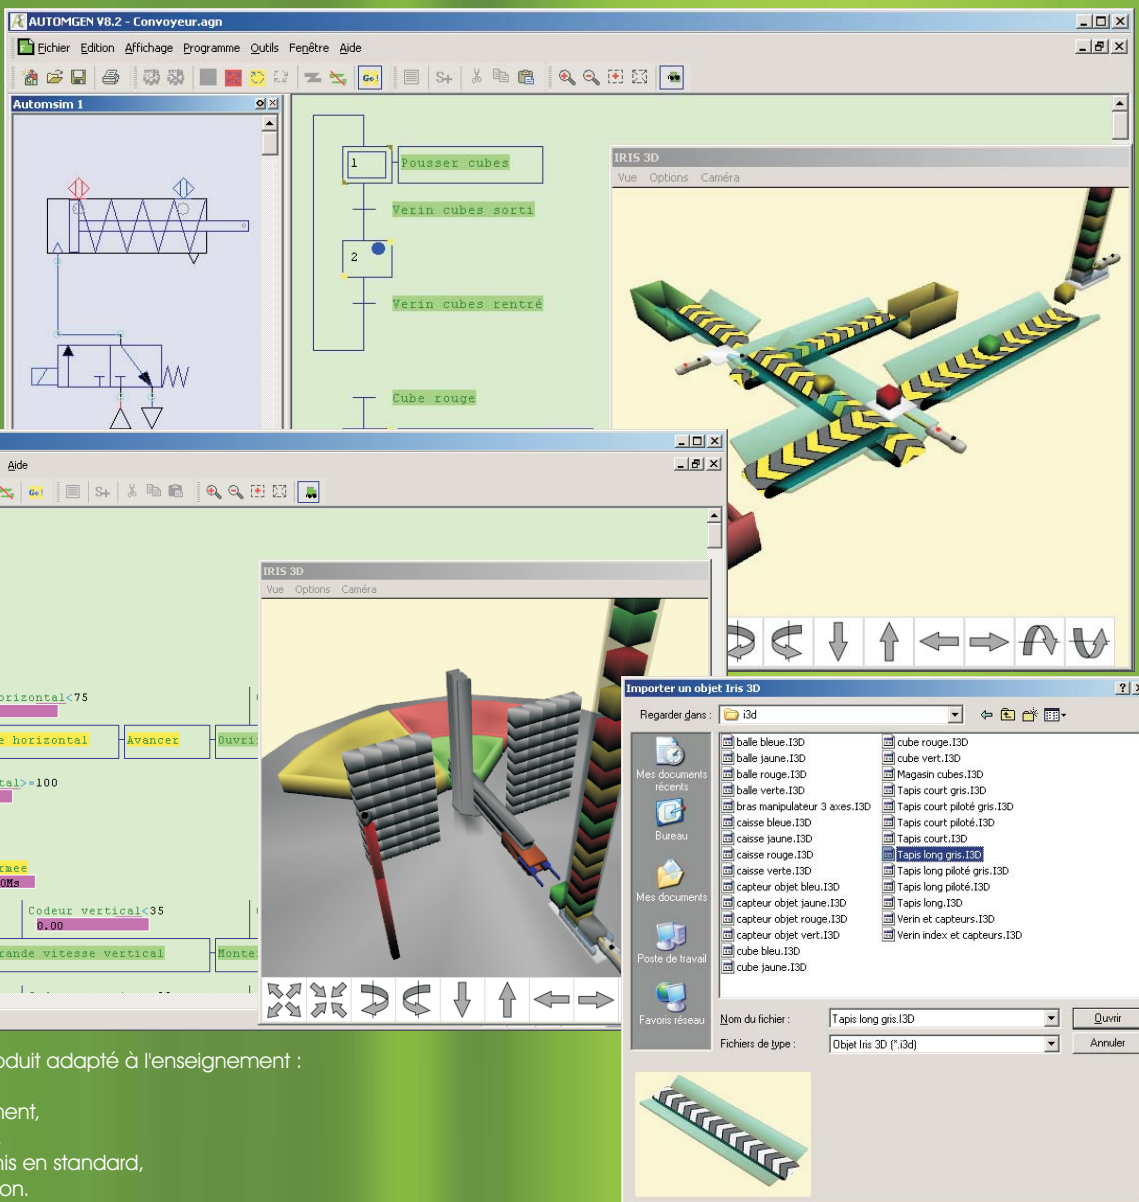 AUTOMGEN V8.2 - Convoyeur.agn
Fichier Edition Affichage Programme Outils Fenêtre Aide
Go!
S+
Automsim 1
1
Pousser cubes
Verin cubes sorti
2
Verin cubes rentré
Cube rouge
IRIS 3D
Vue Options Caméra
Aide
Go!
S+
orizontal<75
e horizontal
Avancer
Ouvri
tal>=100
rmee
0Ms
Codeur vertical<35
0.00
rande vitesse vertical
Monte
IRIS 3D
Vue Options Caméra
Importer un objet Iris 3D
Regarder dans :
i3d
Mes documents récents
Bureau
Mes documents
Poste de travail
Favoris réseau
balle bleue.I3D
balle jaune.I3D
balle rouge.I3D
balle verte.I3D
bras manipulateur 3 axes.I3D
caisse bleue.I3D
caisse jaune.I3D
caisse rouge.I3D
caisse verte.I3D
capteur objet bleu.I3D
capteur objet jaune.I3D
capteur objet rouge.I3D
capteur objet vert.I3D
cube bleu.I3D
cube jaune.I3D
cube rouge.I3D
cube vert.I3D
Magasin cubes.I3D
Tapis court gris.I3D
Tapis court piloté gris.I3D
Tapis court piloté.I3D
Tapis court.I3D
Tapis long gris.I3D
Tapis long piloté gris.I3D
Tapis long piloté.I3D
Tapis long.I3D
Verin et capteurs.I3D
Verin index et capteurs.I3D
Nom du fichier :
Tapis long gris.I3D
Ouvrir
Fichiers de type :
Objet Iris 3D (*.i3d)
Annuler
oduit adapté à l'enseignement :
ment,
nis en standard,
on.